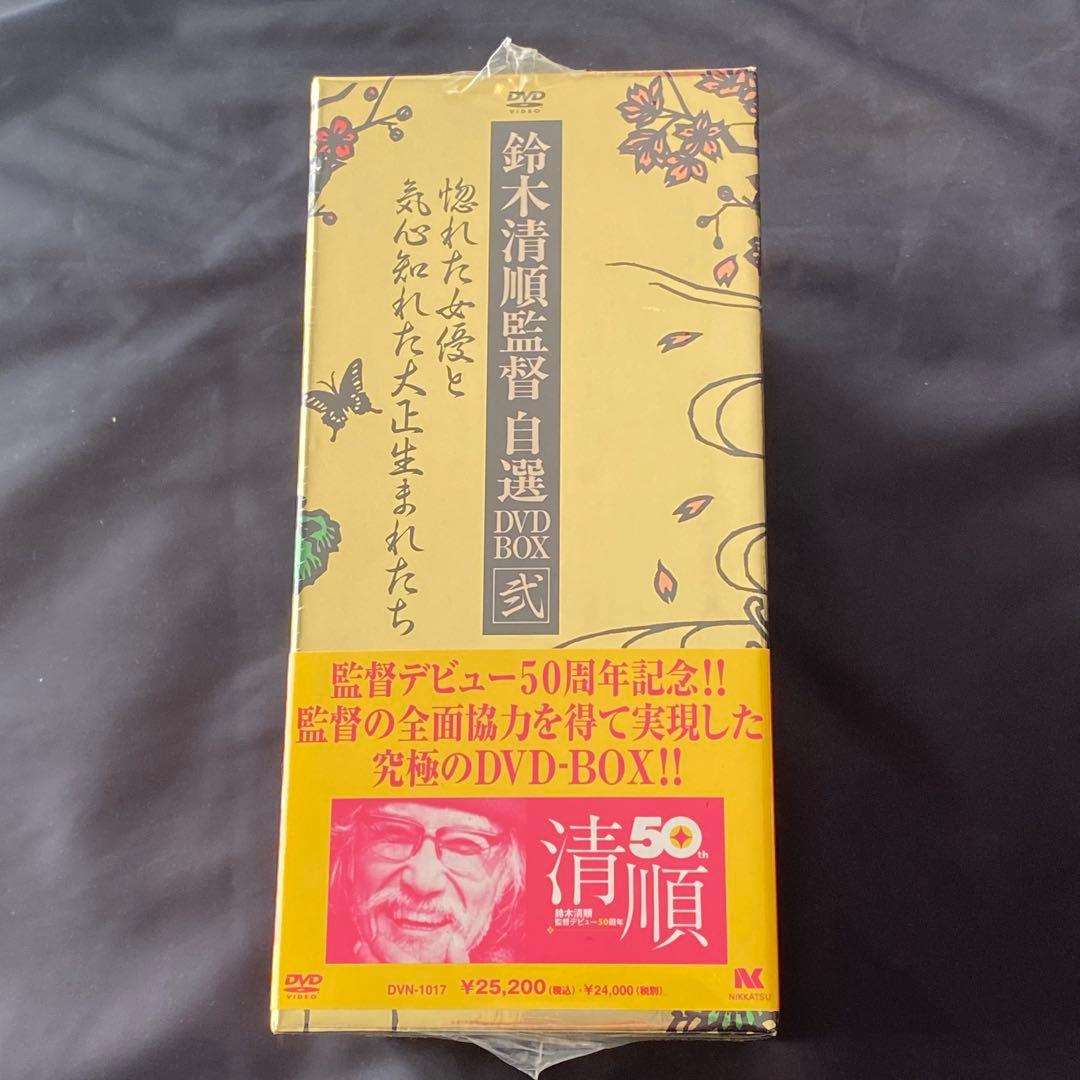 DVD
VIDEO
鈴木清順監督 自選
DVD
BOX
弐
惚れた女優と
気心知れた大正生まれたち
監督デビュー50周年記念!!
監督の全面協力を得て実現した
究極のDVD-BOX!!
50th
清順
鈴木清順
監督デビュー50周年
DVD
VIDEO
DVN-1017 ¥25,200(税込)・¥24,000(税別)
NIKKATSU